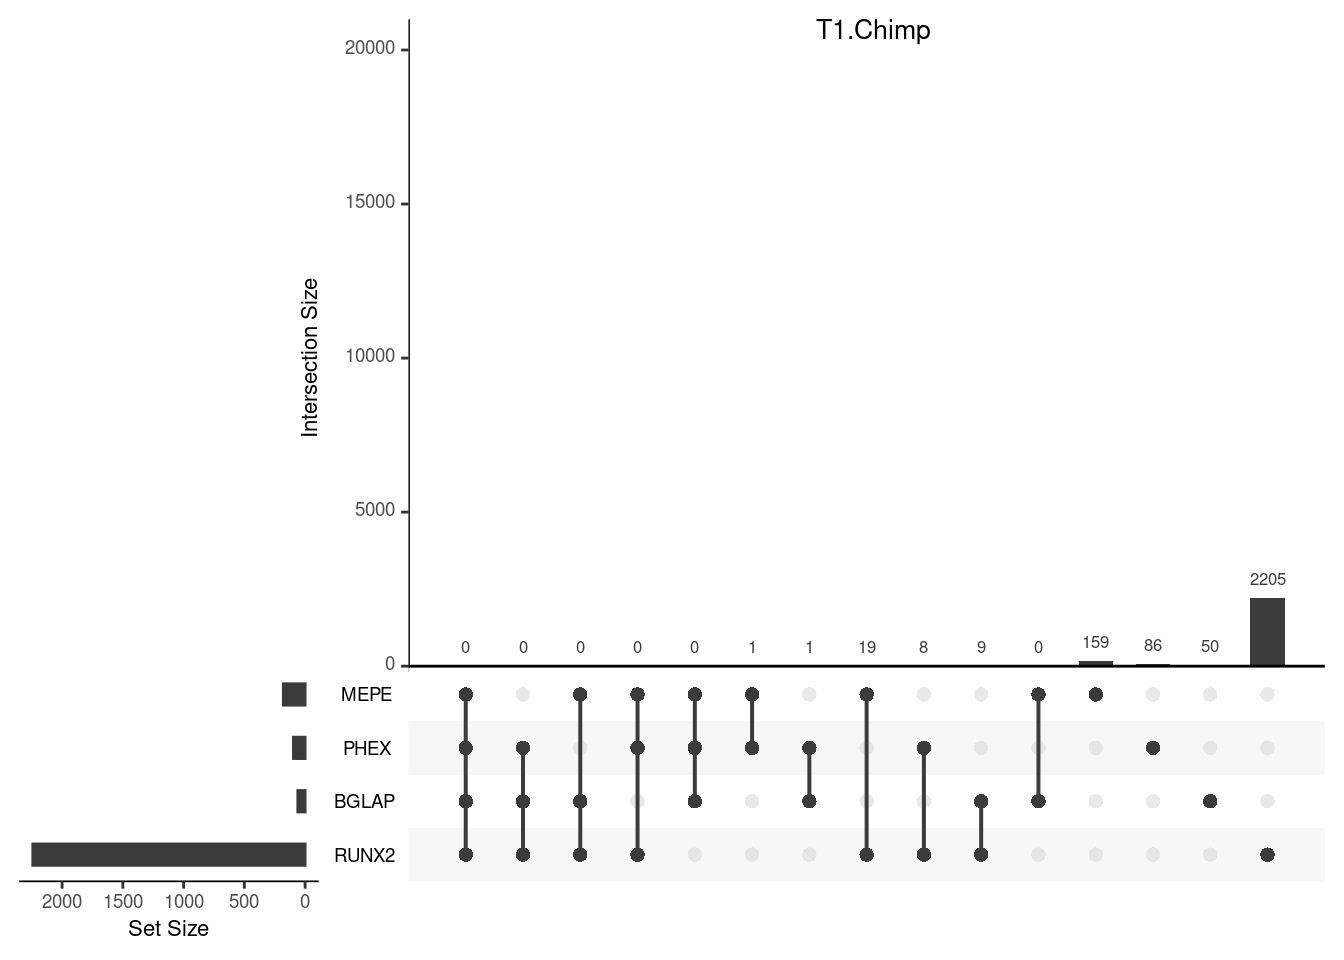 T1.Chimp
20000
15000
10000
5000
0
Intersection Size
0 0 0 0 0 1 1 19 8 9 0 159 86 50 2205
MEPE
PHEX
BGLAP
RUNX2
2000 1500 1000 500 0
Set Size